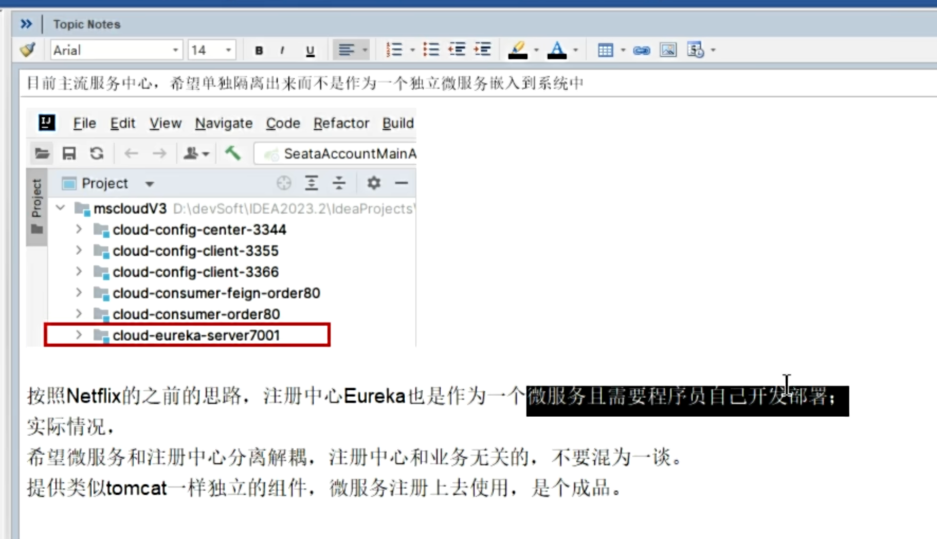 Topic Notes
Arial 14 B I U A
目前主流服务中心，希望单独隔离出来而不是作为一个独立微服务嵌入到系统中
File Edit View Navigate Code Refactor Build
SeataAccountMainA
Project
Project
mscloudV3 D:\devSoft\IDEA2023.2\IdeaProjects\
cloud-config-center-3344
cloud-config-client-3355
cloud-config-client-3366
cloud-consumer-feign-order80
cloud-consumer-order80
cloud-eureka-server7001
按照Netflix的之前的思路，注册中心Eureka也是作为一个微服务且需要程序员自己开发部署；
实际情况，
希望微服务和注册中心分离解耦，注册中心和业务无关的，不要混为一谈。
提供类似tomcat一样独立的组件，微服务注册上去使用，是个成品。